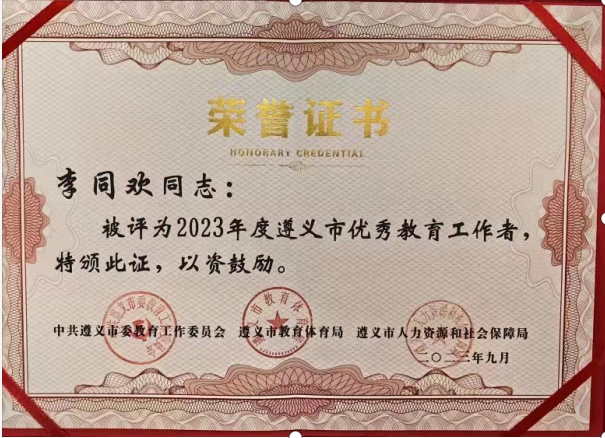 荣誉证书
HONORARY CREDENTIAL
李同欢同志：
被评为2023年度遵义市优秀教育工作者，
特颁此证，以资鼓励。
中共遵义市委教育工作委员会 遵义市教育体育局 遵义市人力资源和社会保障局
二〇二三年九月